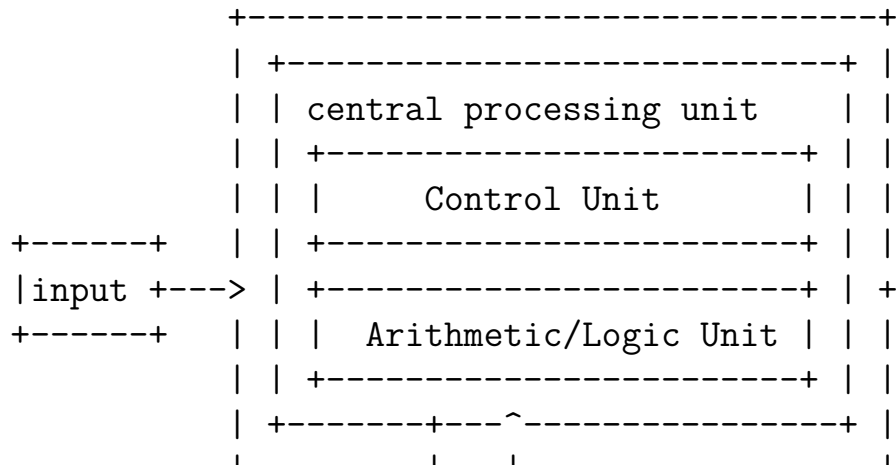 central processing unit
Control Unit
input
Arithmetic/Logic Unit